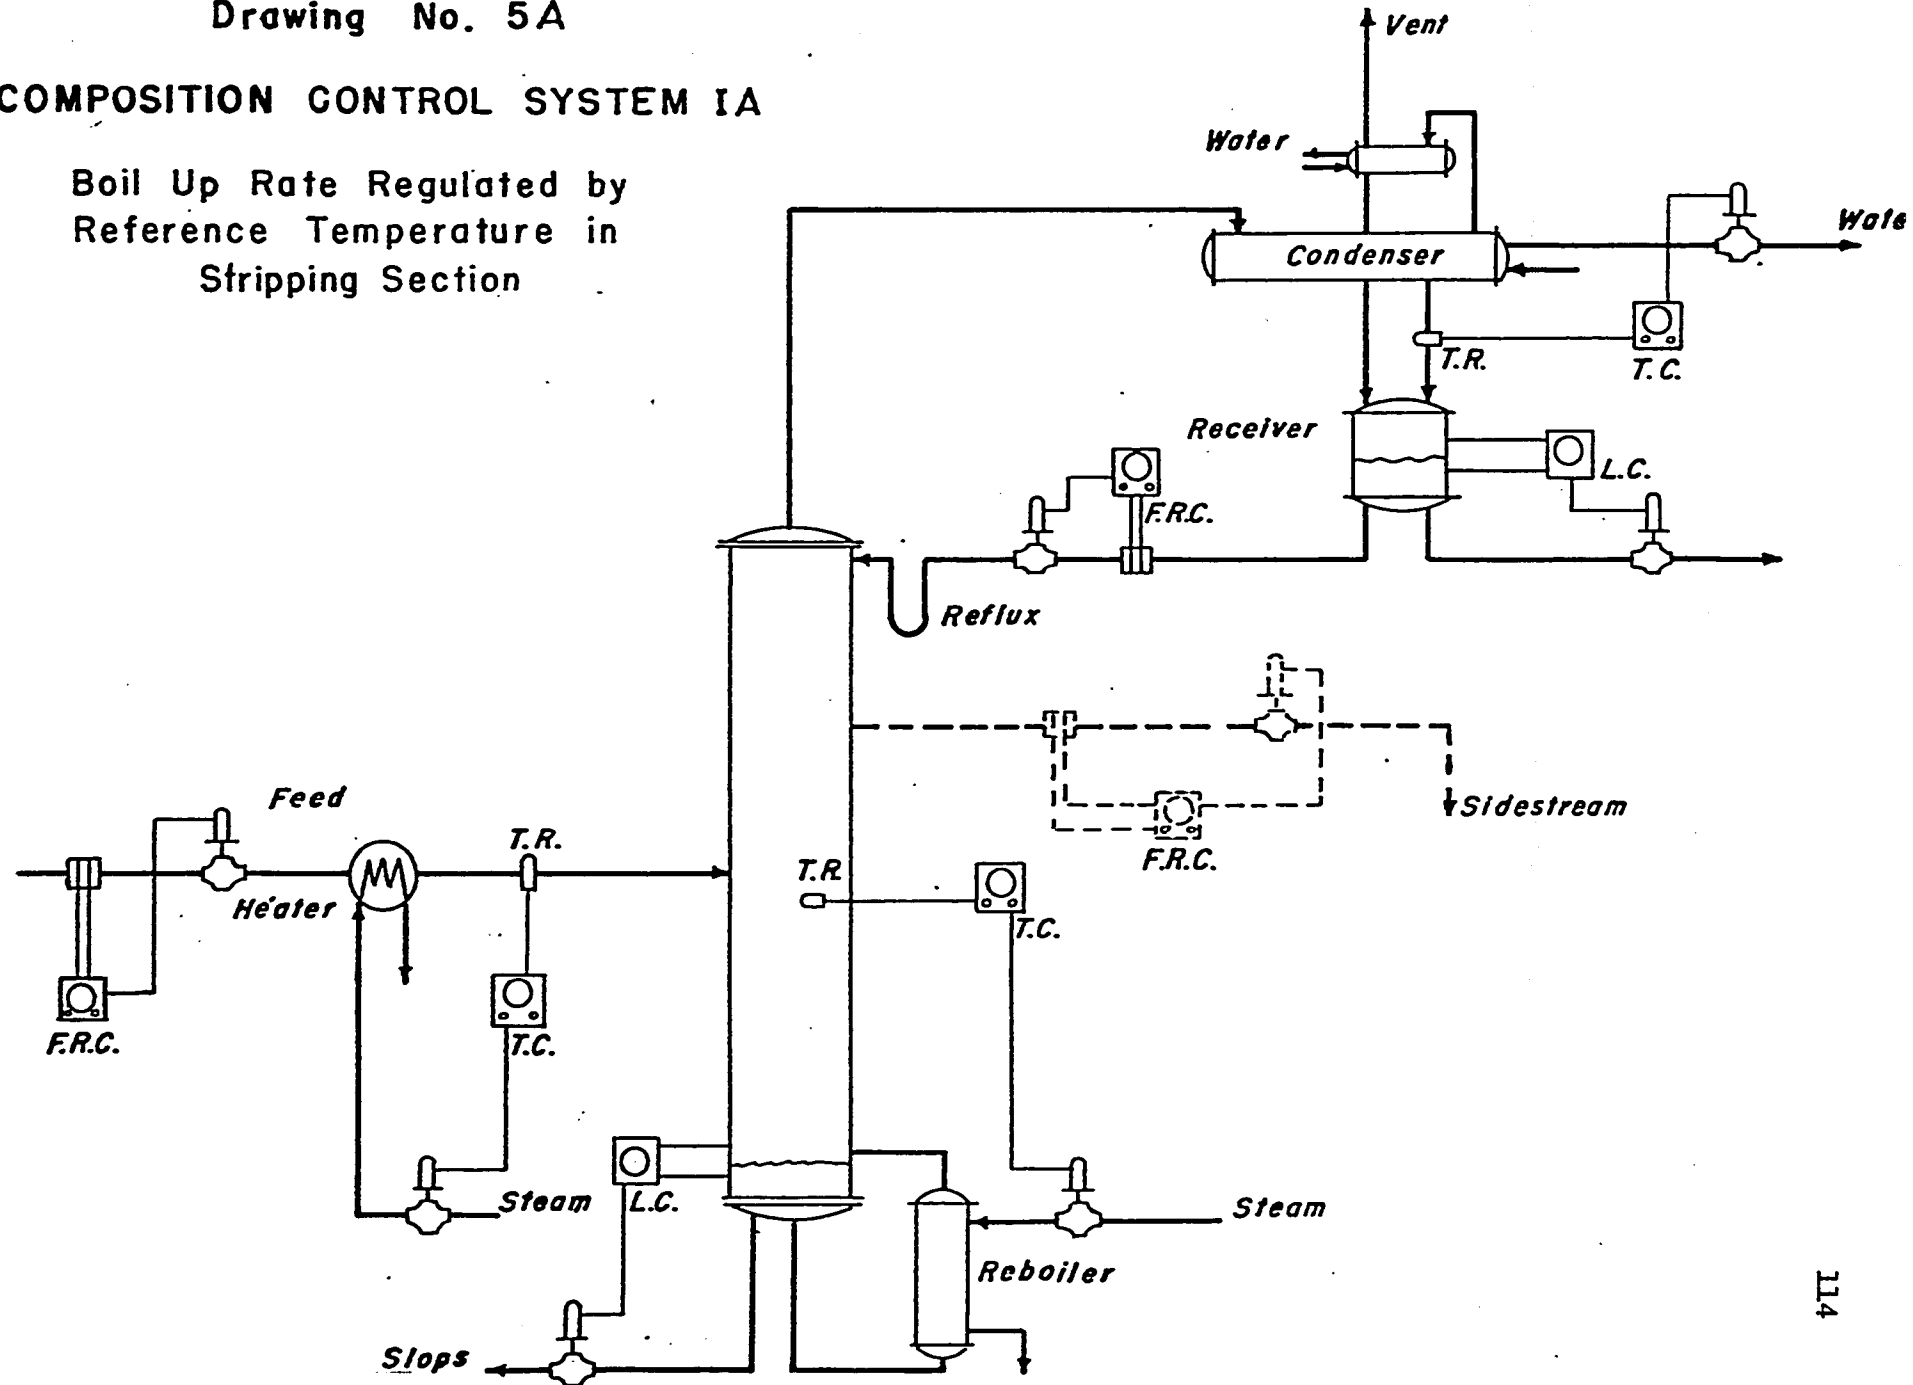 Drawing No. 5A
COMPOSITION CONTROL SYSTEM IA
Boil Up Rate Regulated by
Reference Temperature in
Stripping Section
Vent
Water
Wate
Condenser
T.R.
T.C.
Receiver
L.C.
F.R.C.
Reflux
Sidestream
F.R.C.
Feed
T.R.
T.R.
Heater
T.C.
F.R.C.
T.C.
Steam
L.C.
Steam
Reboiler
Slops
114